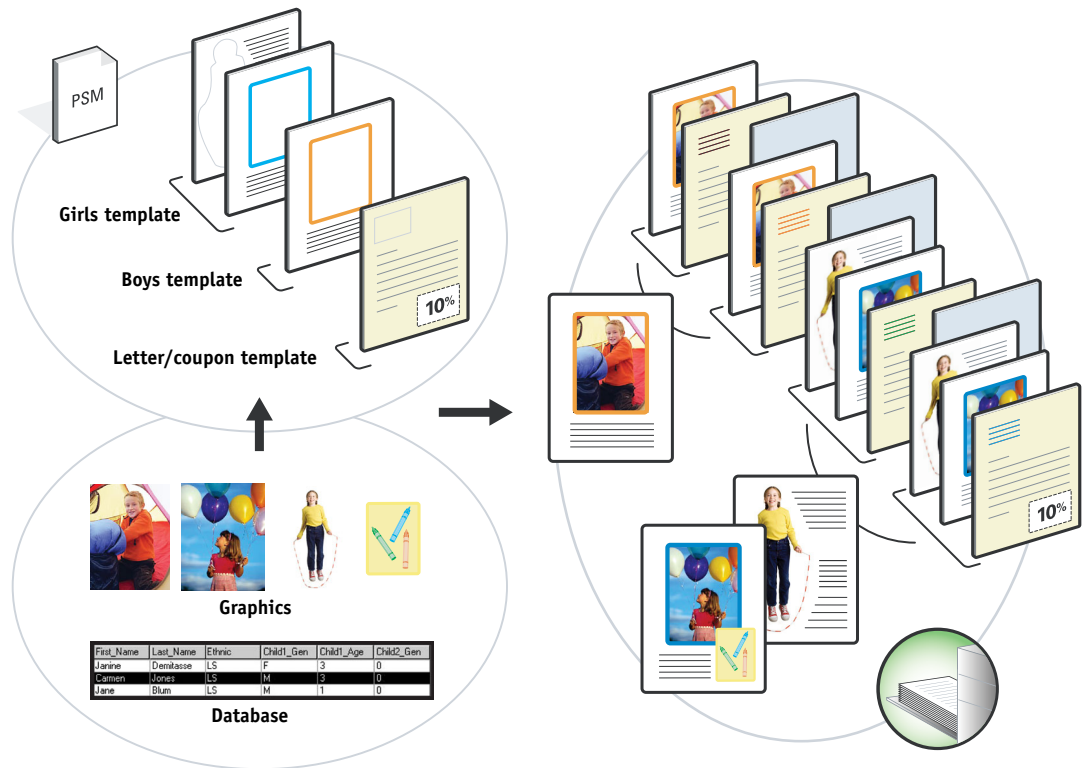 PSM
Girls template
Boys template
10%
Letter/coupon template
Graphics
First_Name Last_Name Ethnic Child1_Gen Child1_Age Child2_Gen
Janine Demitasse LS F 3 0
Carmen Jones LS M 3 0
Jane Blum LS M 1 0
Database
10%